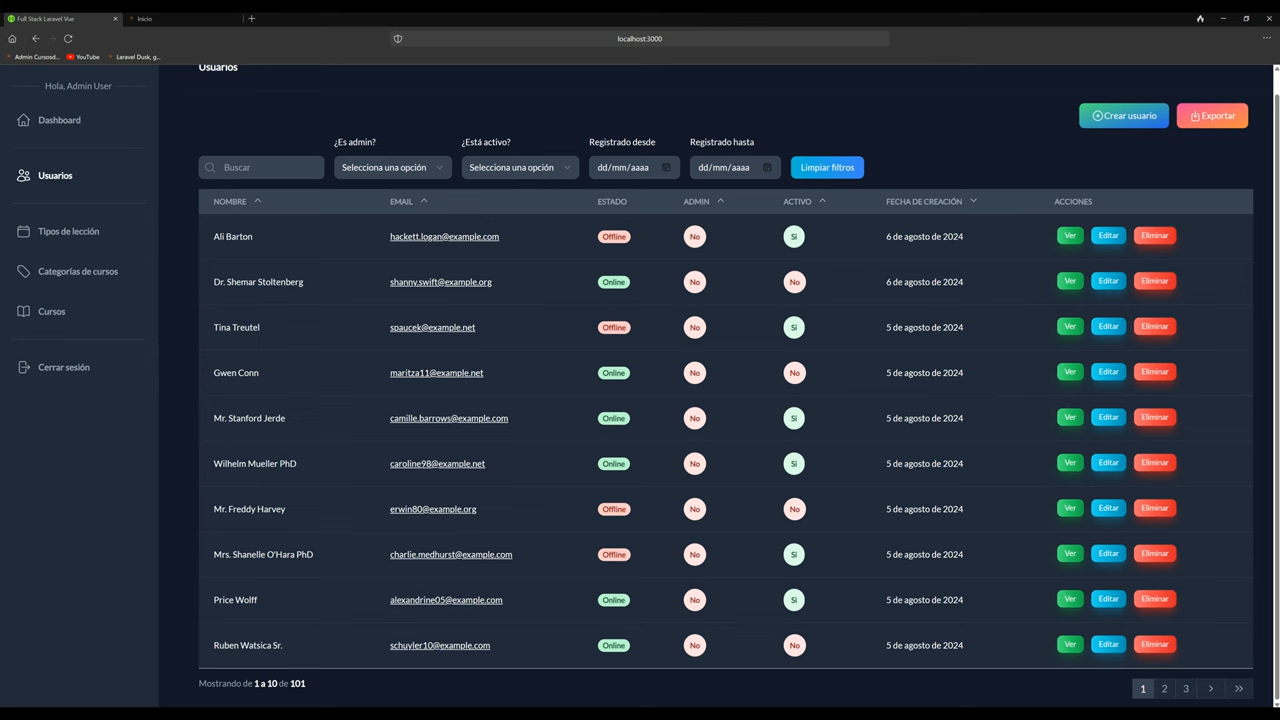 Full Stack Laravel Vue
Inicio
localhost:3000
Admin Cursosd...
YouTube
Laravel Dusk, g...
Hola, Admin User
Dashboard
Usuarios
Tipos de lección
Categorías de cursos
Cursos
Cerrar sesión
Usuarios
Crear usuario
Exportar
¿Es admin? ¿Está activo? Registrado desde Registrado hasta
Buscar Selecciona una opción Selecciona una opción dd/mm/aaaa dd/mm/aaaa Limpiar filtros
NOMBRE EMAIL ESTADO ADMIN ACTIVO FECHA DE CREACIÓN ACCIONES
Ali Barton hackett.logan@example.com Offline No Si 6 de agosto de 2024 Ver Editar Eliminar
Dr. Shemar Stoltenberg shanny.swift@example.org Online No No 6 de agosto de 2024 Ver Editar Eliminar
Tina Treutel spaucek@example.net Offline No Si 5 de agosto de 2024 Ver Editar Eliminar
Gwen Conn maritza11@example.net Online No No 5 de agosto de 2024 Ver Editar Eliminar
Mr. Stanford Jerde camille.barrows@example.com Online No Si 5 de agosto de 2024 Ver Editar Eliminar
Wilhelm Mueller PhD caroline98@example.net Online No Si 5 de agosto de 2024 Ver Editar Eliminar
Mr. Freddy Harvey erwin80@example.org Offline No No 5 de agosto de 2024 Ver Editar Eliminar
Mrs. Shanelle O'Hara PhD charlie.medhurst@example.com Offline No Si 5 de agosto de 2024 Ver Editar Eliminar
Price Wolff alexandrine05@example.com Online No Si 5 de agosto de 2024 Ver Editar Eliminar
Ruben Watsica Sr. schuyler10@example.com Online No No 5 de agosto de 2024 Ver Editar Eliminar
Mostrando de 1 a 10 de 101
1 2 3